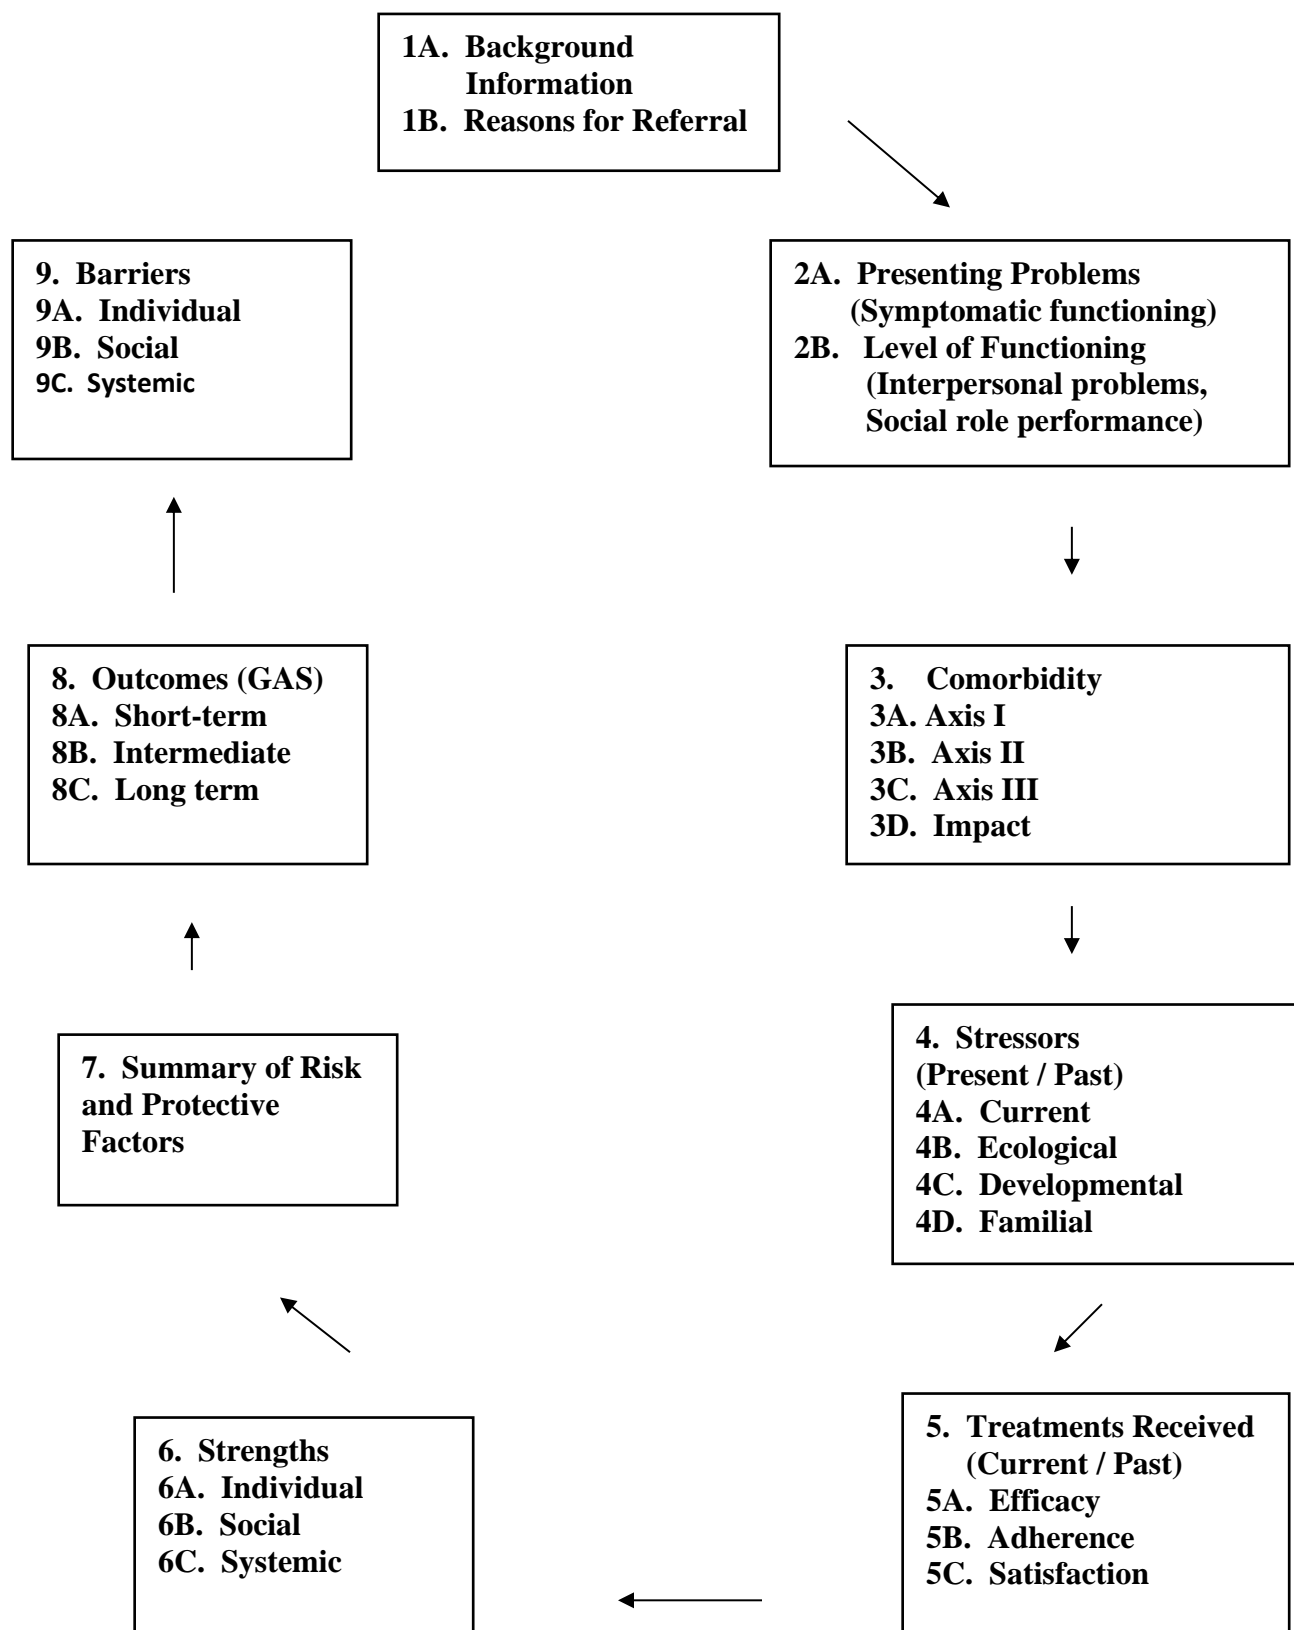 1A. Background
Information
1B. Reasons for Referral
2A. Presenting Problems
(Symptomatic functioning)
2B. Level of Functioning
(Interpersonal problems,
Social role performance)
3. Comorbidity
3A. Axis I
3B. Axis II
3C. Axis III
3D. Impact
4. Stressors
(Present / Past)
4A. Current
4B. Ecological
4C. Developmental
4D. Familial
5. Treatments Received
(Current / Past)
5A. Efficacy
5B. Adherence
5C. Satisfaction
6. Strengths
6A. Individual
6B. Social
6C. Systemic
7. Summary of Risk
and Protective
Factors
8. Outcomes (GAS)
8A. Short-term
8B. Intermediate
8C. Long term
9. Barriers
9A. Individual
9B. Social
9C. Systemic